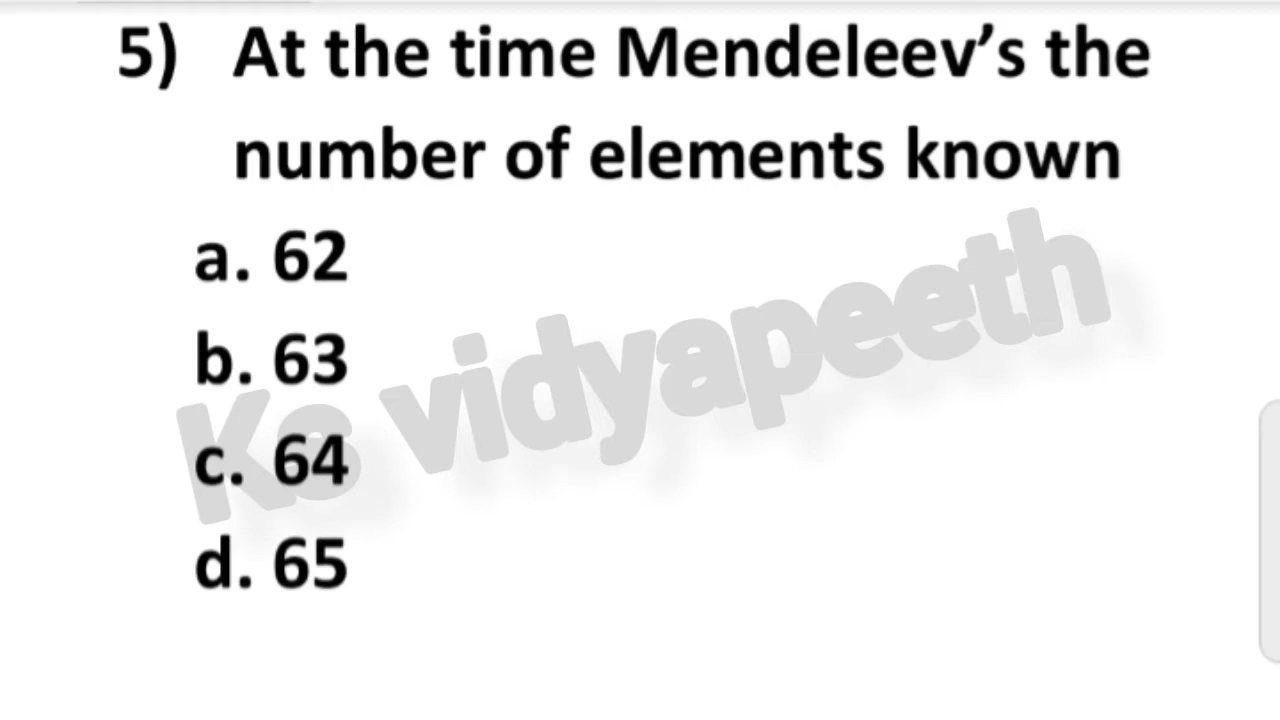 5) At the time Mendeleev’s the
number of elements known
a. 62
b. 63
c. 64
d. 65
Ks vidyapeeth